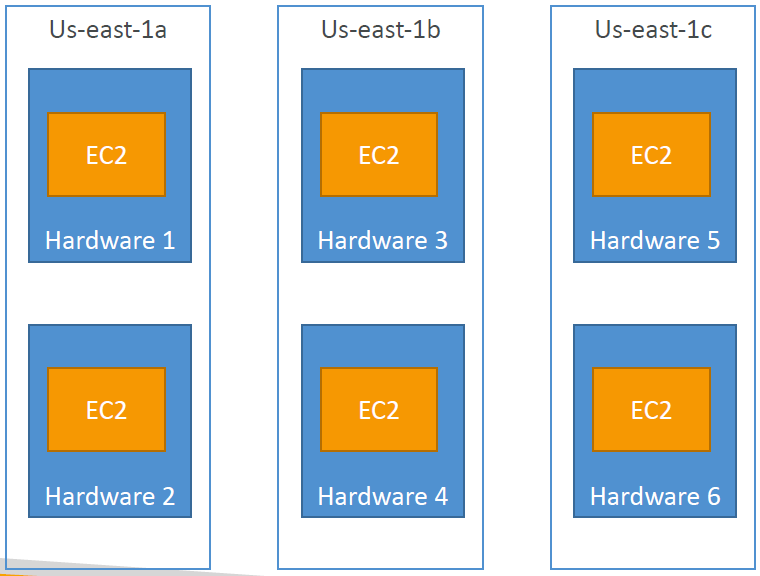 Us-east-1a
EC2
Hardware 1
EC2
Hardware 2
Us-east-1b
EC2
Hardware 3
EC2
Hardware 4
Us-east-1c
EC2
Hardware 5
EC2
Hardware 6